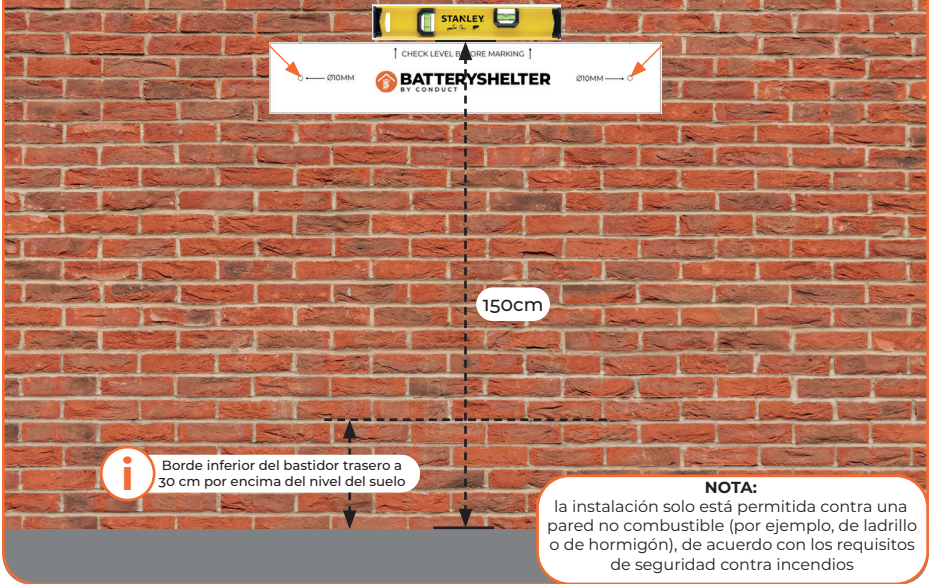 STANLEY
CHECK LEVEL BEFORE MARKING
Ø10MM
BATTERYSHELTER
BY CONDUCT
Ø10MM
150cm
i
Borde inferior del bastidor trasero a
30 cm por encima del nivel del suelo
NOTA:
la instalación solo está permitida contra una
pared no combustible (por ejemplo, de ladrillo
o de hormigón), de acuerdo con los requisitos
de seguridad contra incendios